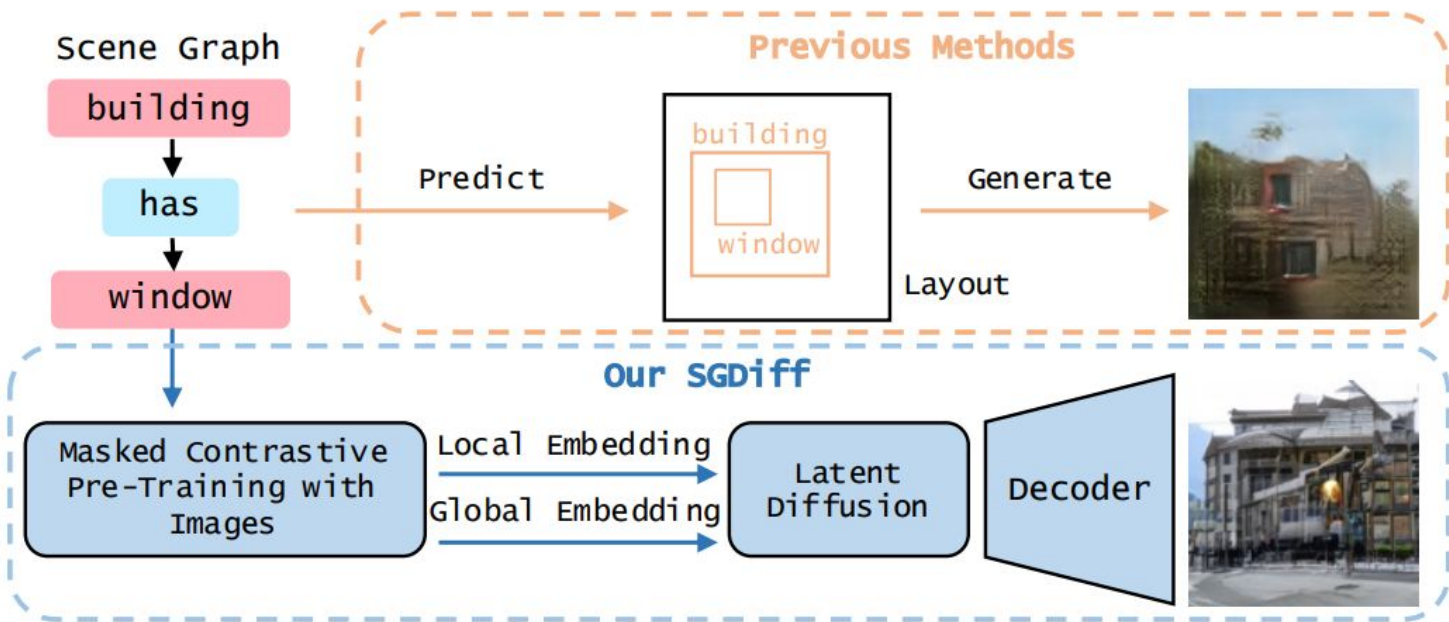 Scene Graph
building
has
window
Previous Methods
Predict
building
window
Layout
Generate
Our SGDiff
Masked Contrastive
Pre-Training with
Images
Local Embedding
Global Embedding
Latent
Diffusion
Decoder